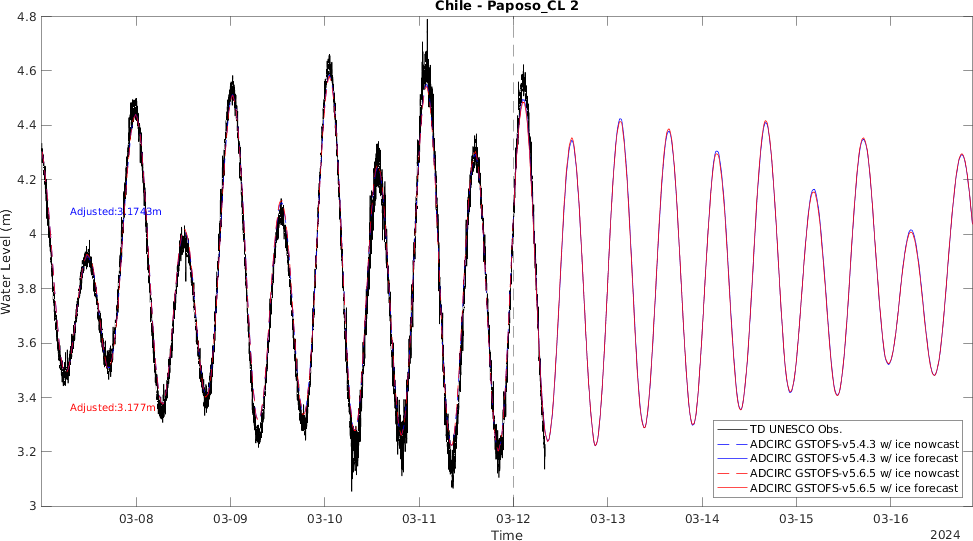 Chile - Paposo_CL 2
4.8
4.6
4.4
4.2
4
3.8
3.6
3.4
3.2
3
Water Level (m)
Adjusted:3.1743m
Adjusted:3.177m
TD UNESCO Obs.
ADCIRC GSTOFS-v5.4.3 w/ ice nowcast
ADCIRC GSTOFS-v5.4.3 w/ ice forecast
ADCIRC GSTOFS-v5.6.5 w/ ice nowcast
ADCIRC GSTOFS-v5.6.5 w/ ice forecast
03-08 03-09 03-10 03-11 03-12 03-13 03-14 03-15 03-16
Time
2024